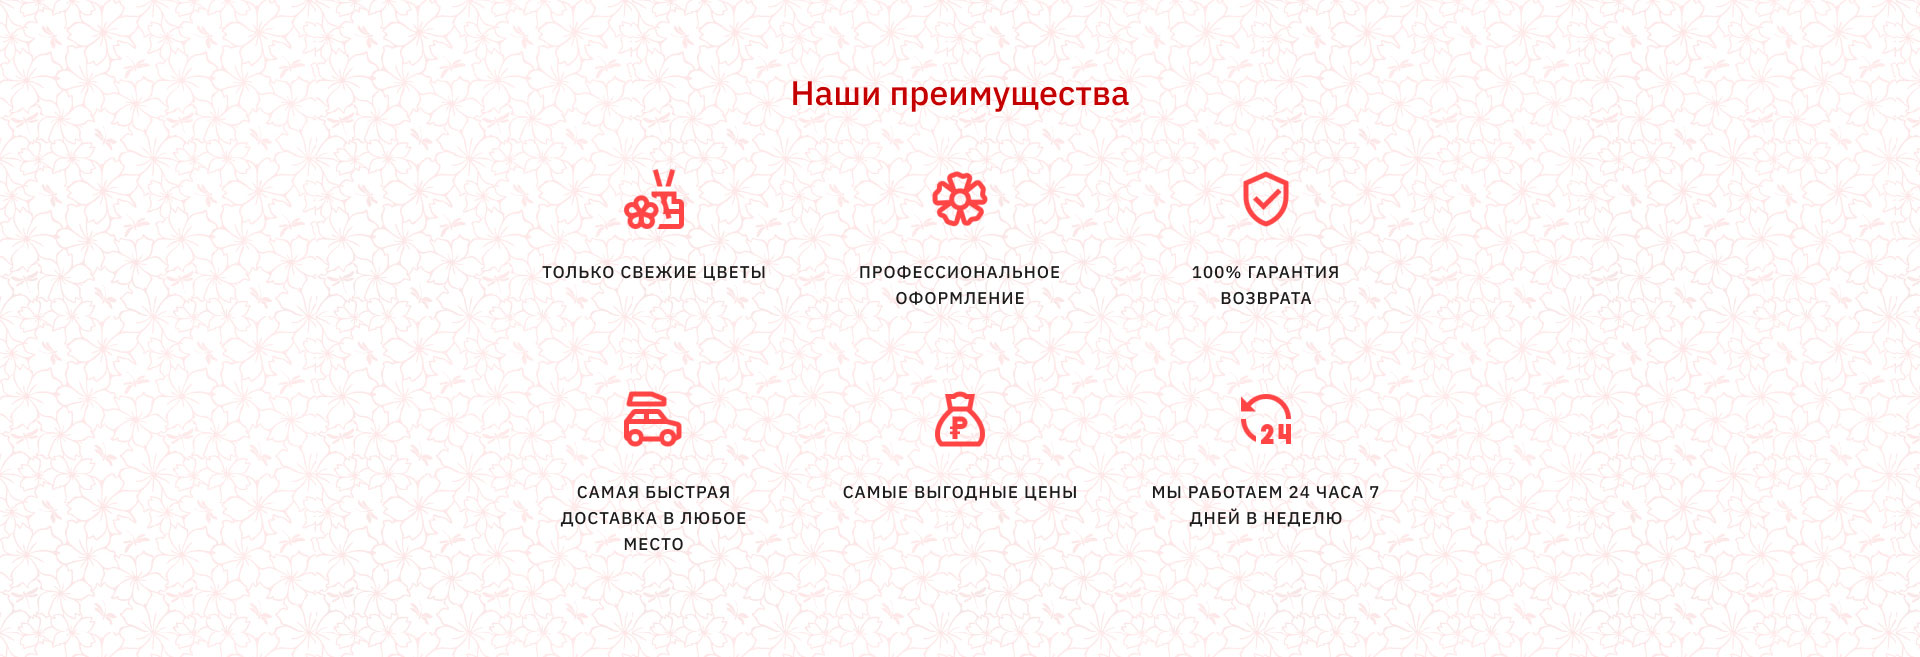 Наши преимущества
ТОЛЬКО СВЕЖИЕ ЦВЕТЫ
ПРОФЕССИОНАЛЬНОЕ
ОФОРМЛЕНИЕ
100% ГАРАНТИЯ
ВОЗВРАТА
САМАЯ БЫСТРАЯ
ДОСТАВКА В ЛЮБОЕ
МЕСТО
₽
САМЫЕ ВЫГОДНЫЕ ЦЕНЫ
24
МЫ РАБОТАЕМ 24 ЧАСА 7
ДНЕЙ В НЕДЕЛЮ